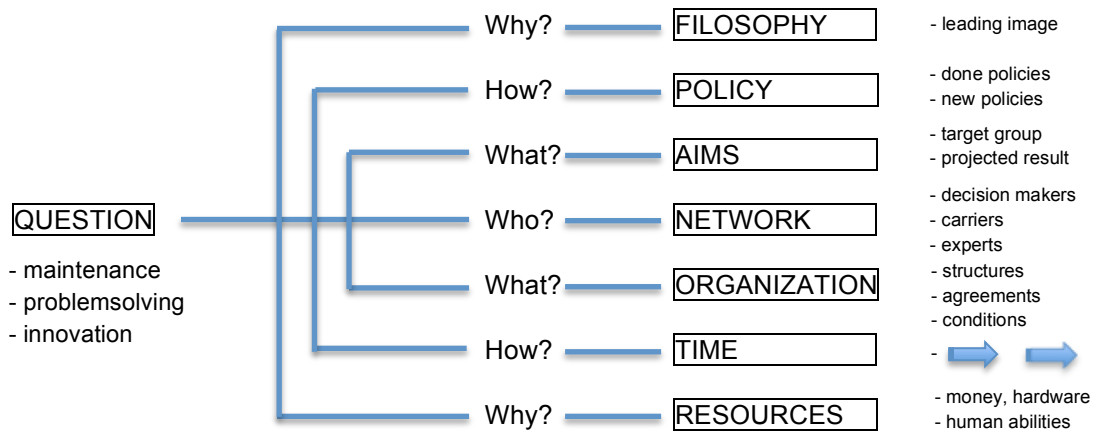 Why? FILOSOPHY - leading image
How? POLICY - done policies
- new policies
What? AIMS - target group
- projected result
QUESTION
- maintenance
- problemsolving
- innovation
Who? NETWORK - decision makers
- carriers
- experts
What? ORGANIZATION - structures
- agreements
- conditions
How? TIME -
Why? RESOURCES - money, hardware
- human abilities